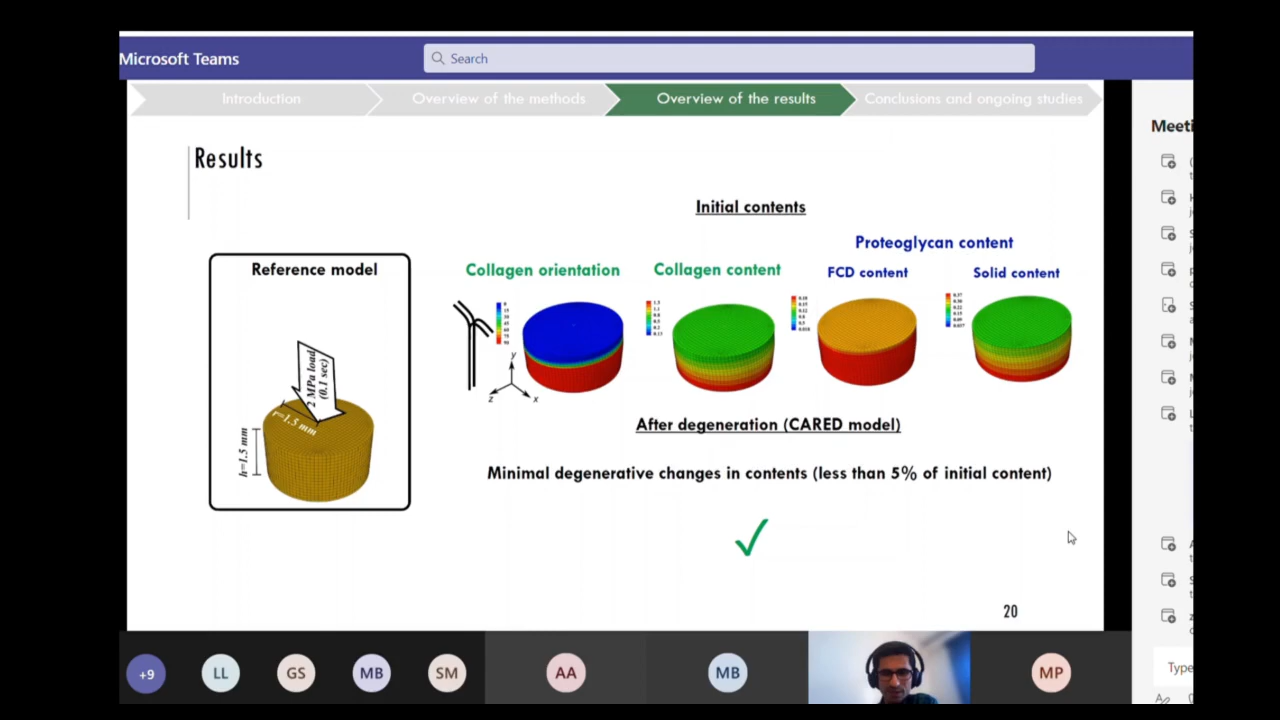 Microsoft Teams
Search
Introduction
Overview of the methods
Overview of the results
Conclusions and ongoing studies
Meeti
Results
Initial contents
Proteoglycan content
Reference model
Collagen orientation
Collagen content
FCD content
Solid content
2 MPa load
(0.1 sec)
r=1.5 mm
h=1.5 mm
y
z
x
After degeneration (CARED model)
Minimal degenerative changes in contents (less than 5% of initial content)
20
+9
LL
GS
MB
SM
AA
MB
MP
Type